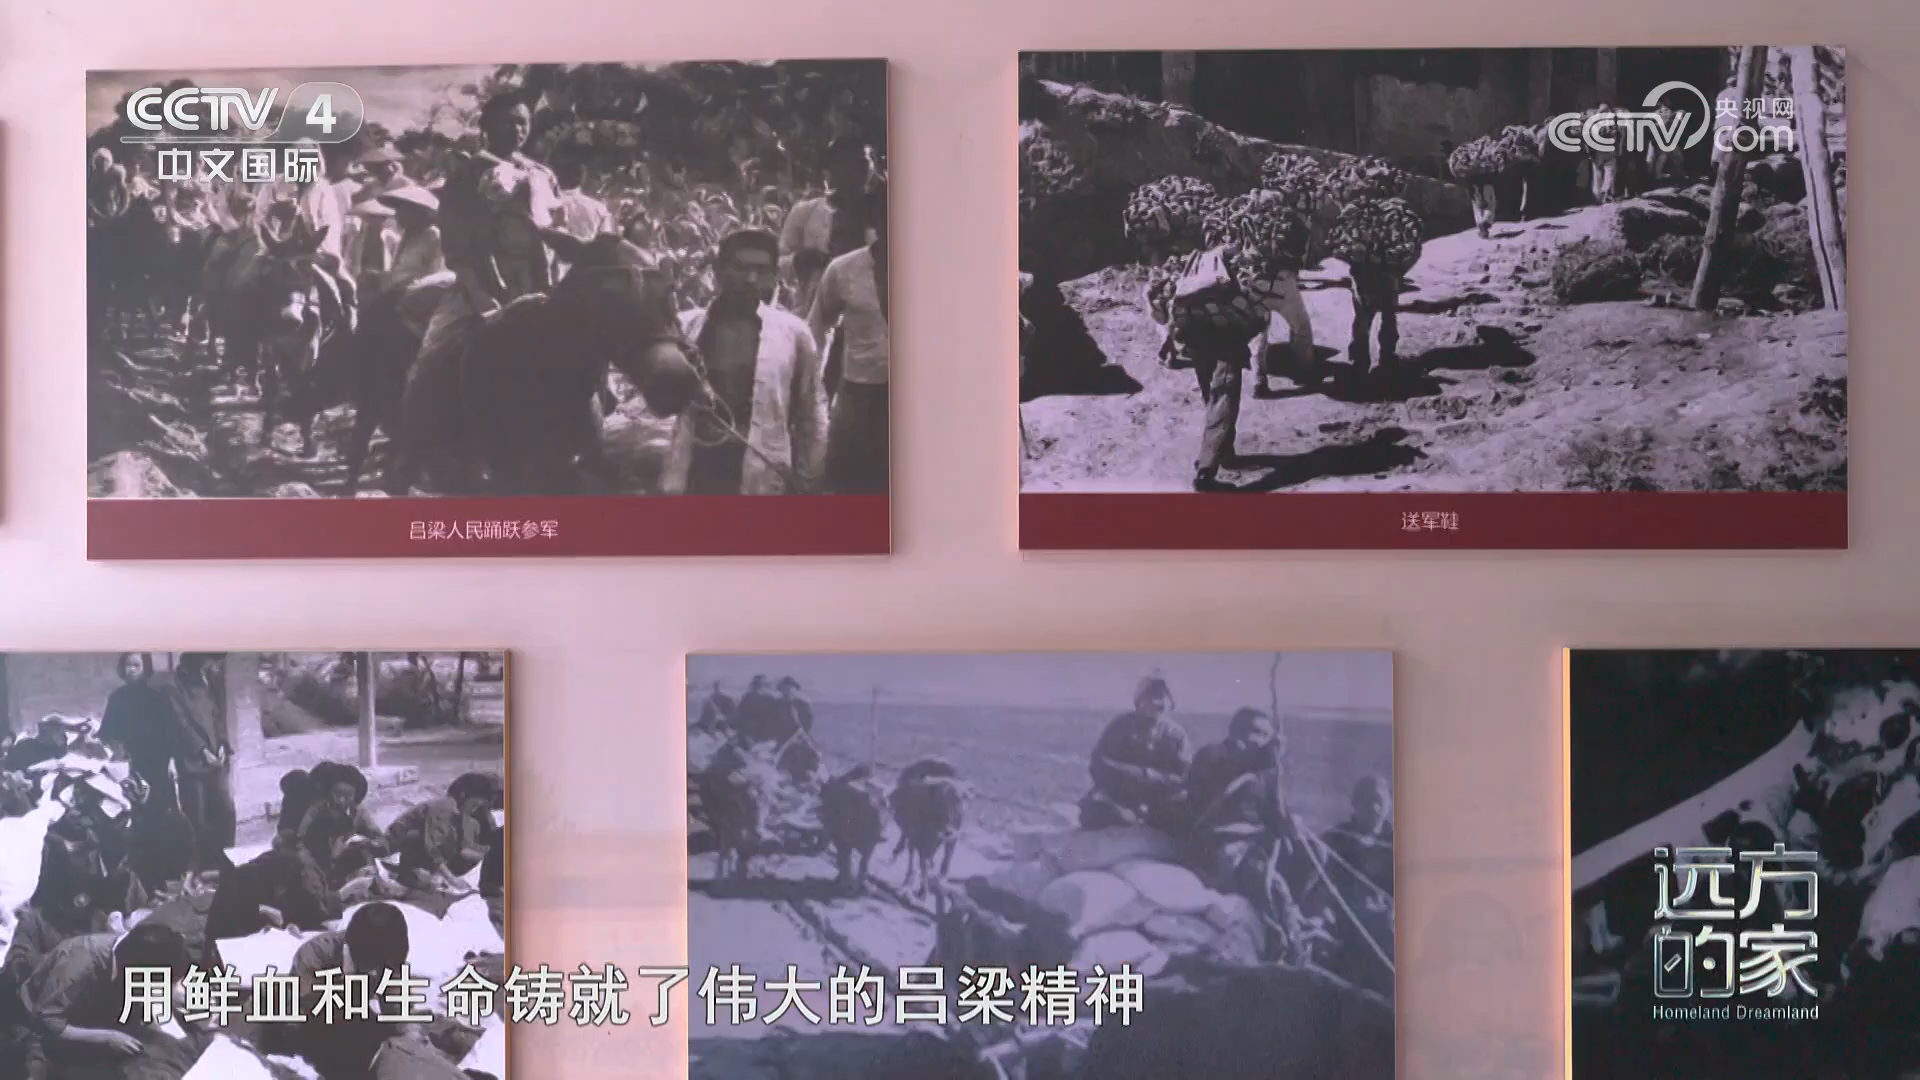 CCTV 4
中文国际
CCTV 央视网
com
吕梁人民踊跃参军
送军鞋
远方
的家
Homeland Dreamland
用鲜血和生命铸就了伟大的吕梁精神